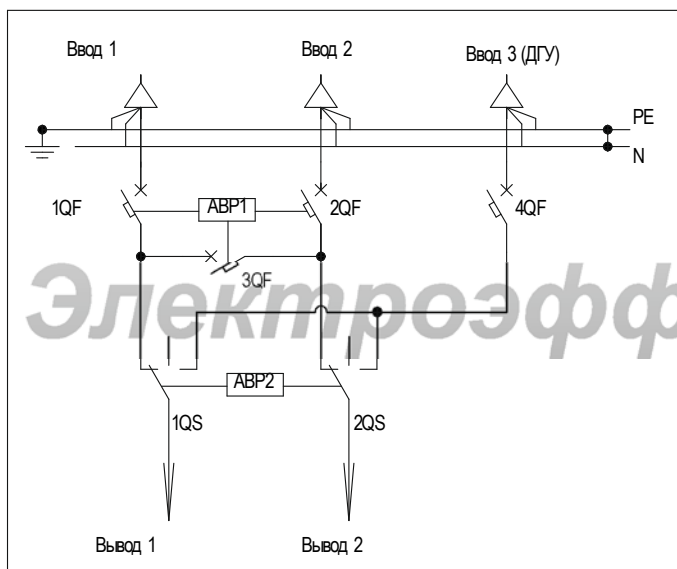 Ввод 1
Ввод 2
Ввод 3 (ДГУ)
PE
N
1QF
АВР1
2QF
4QF
3QF
Электроэфф
АВР2
1QS
2QS
Вывод 1
Вывод 2